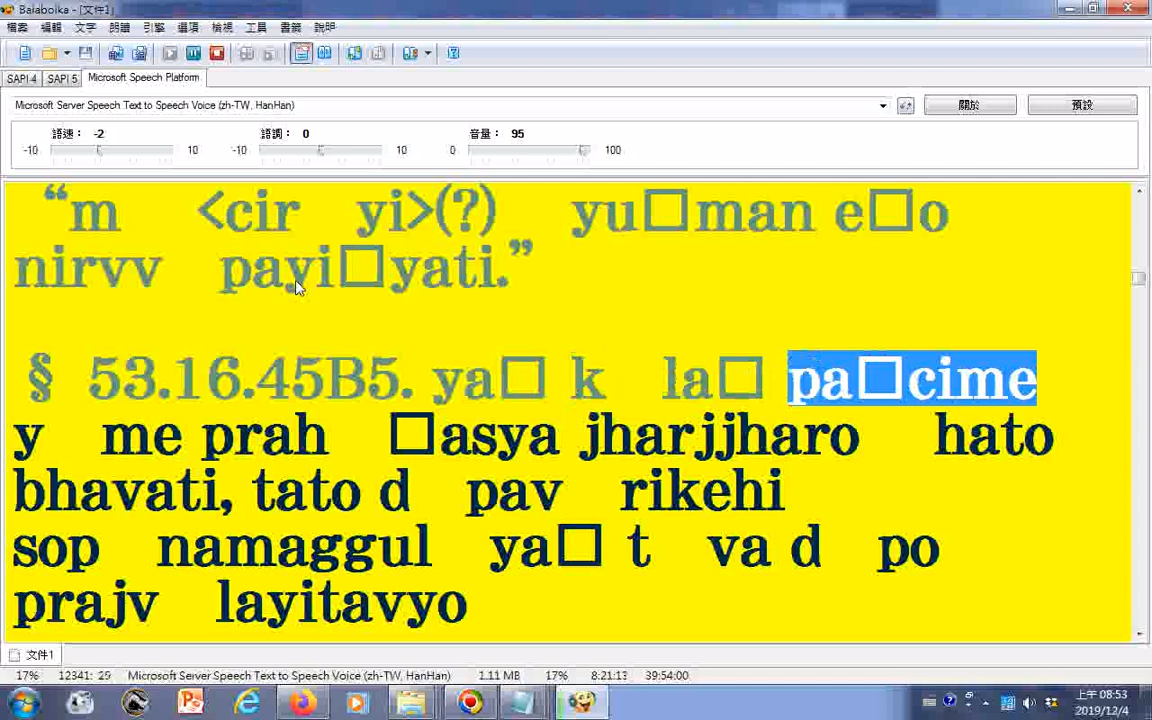 Balabolka - [文件1]
檔案 編輯 文字 朗讀 引擎 選項 檢視 工具 書籤 說明
SAPI 4 SAPI 5 Microsoft Speech Platform
Microsoft Server Speech Text to Speech Voice (zh-TW, HanHan) 關於 預設
語速： -2 語調： 0 音量： 95
-10 10 -10 10 0 100
“m <cir yi>(?) yu□man e□o
nirvv payi□yati.”
§ 53.16.45B5. ya□ k la□ pa□cime
y me prah □asya jharjjharo hato
bhavati, tato d pav rikehi
sop namaggul ya□ t va d po
prajv layitavyo
文件1
17% 12341: 25 Microsoft Server Speech Text to Speech Voice (zh-TW, HanHan) 1.11 MB 17% 8:21:13 39:54:00
上午 08:53
2019/12/4